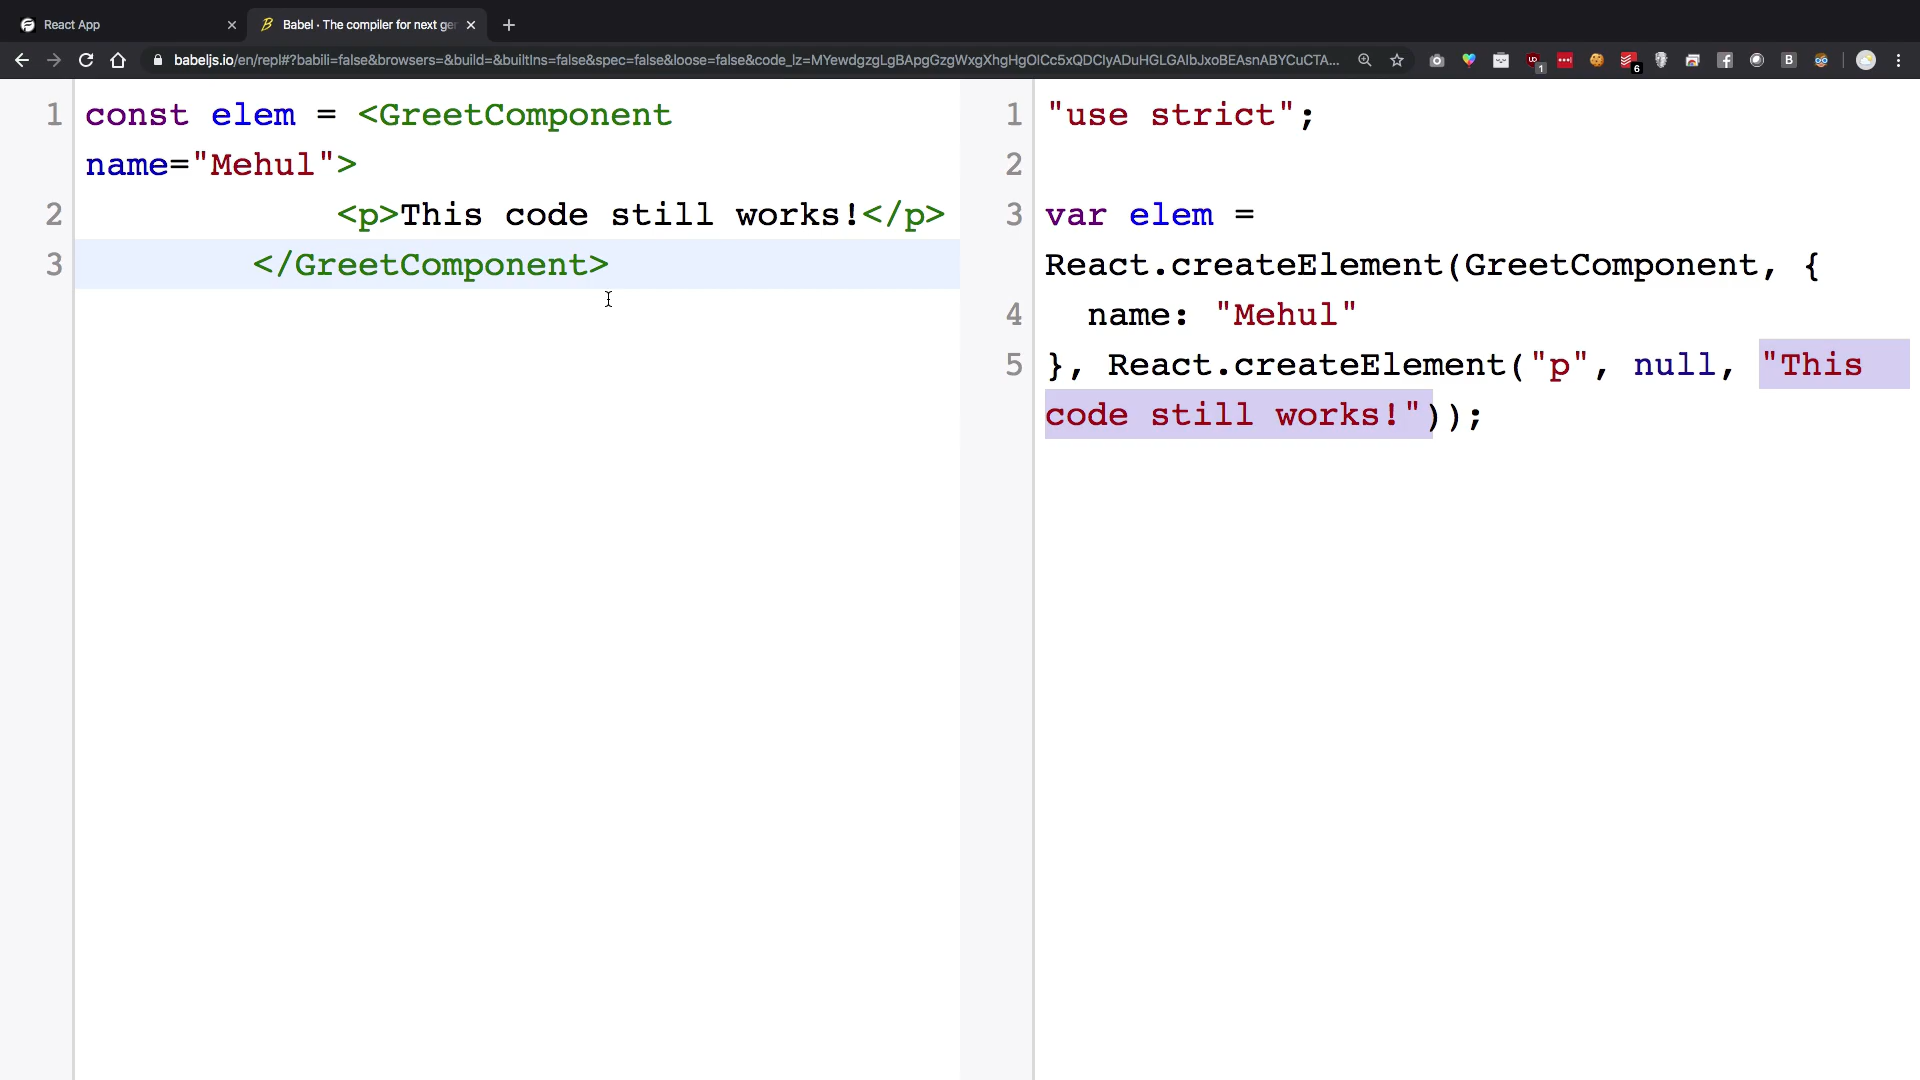 React App
Babel · The compiler for next ger
babeljs.io/en/repl#?babili=false&browsers=&build=&builtIns=false&spec=false&loose=false&code_lz=MYewdgzgLgBApgGzgWxgXhgHgOICc5xQDCIyADuHGLGAIbJxoBEAsnABYCuCTA...
1
6
B
1 const elem = <GreetComponent
name="Mehul">
2 <p>This code still works!</p>
3 </GreetComponent>
1 "use strict";
2
3 var elem =
React.createElement(GreetComponent, {
4 name: "Mehul"
5 }, React.createElement("p", null, "This
code still works!"));